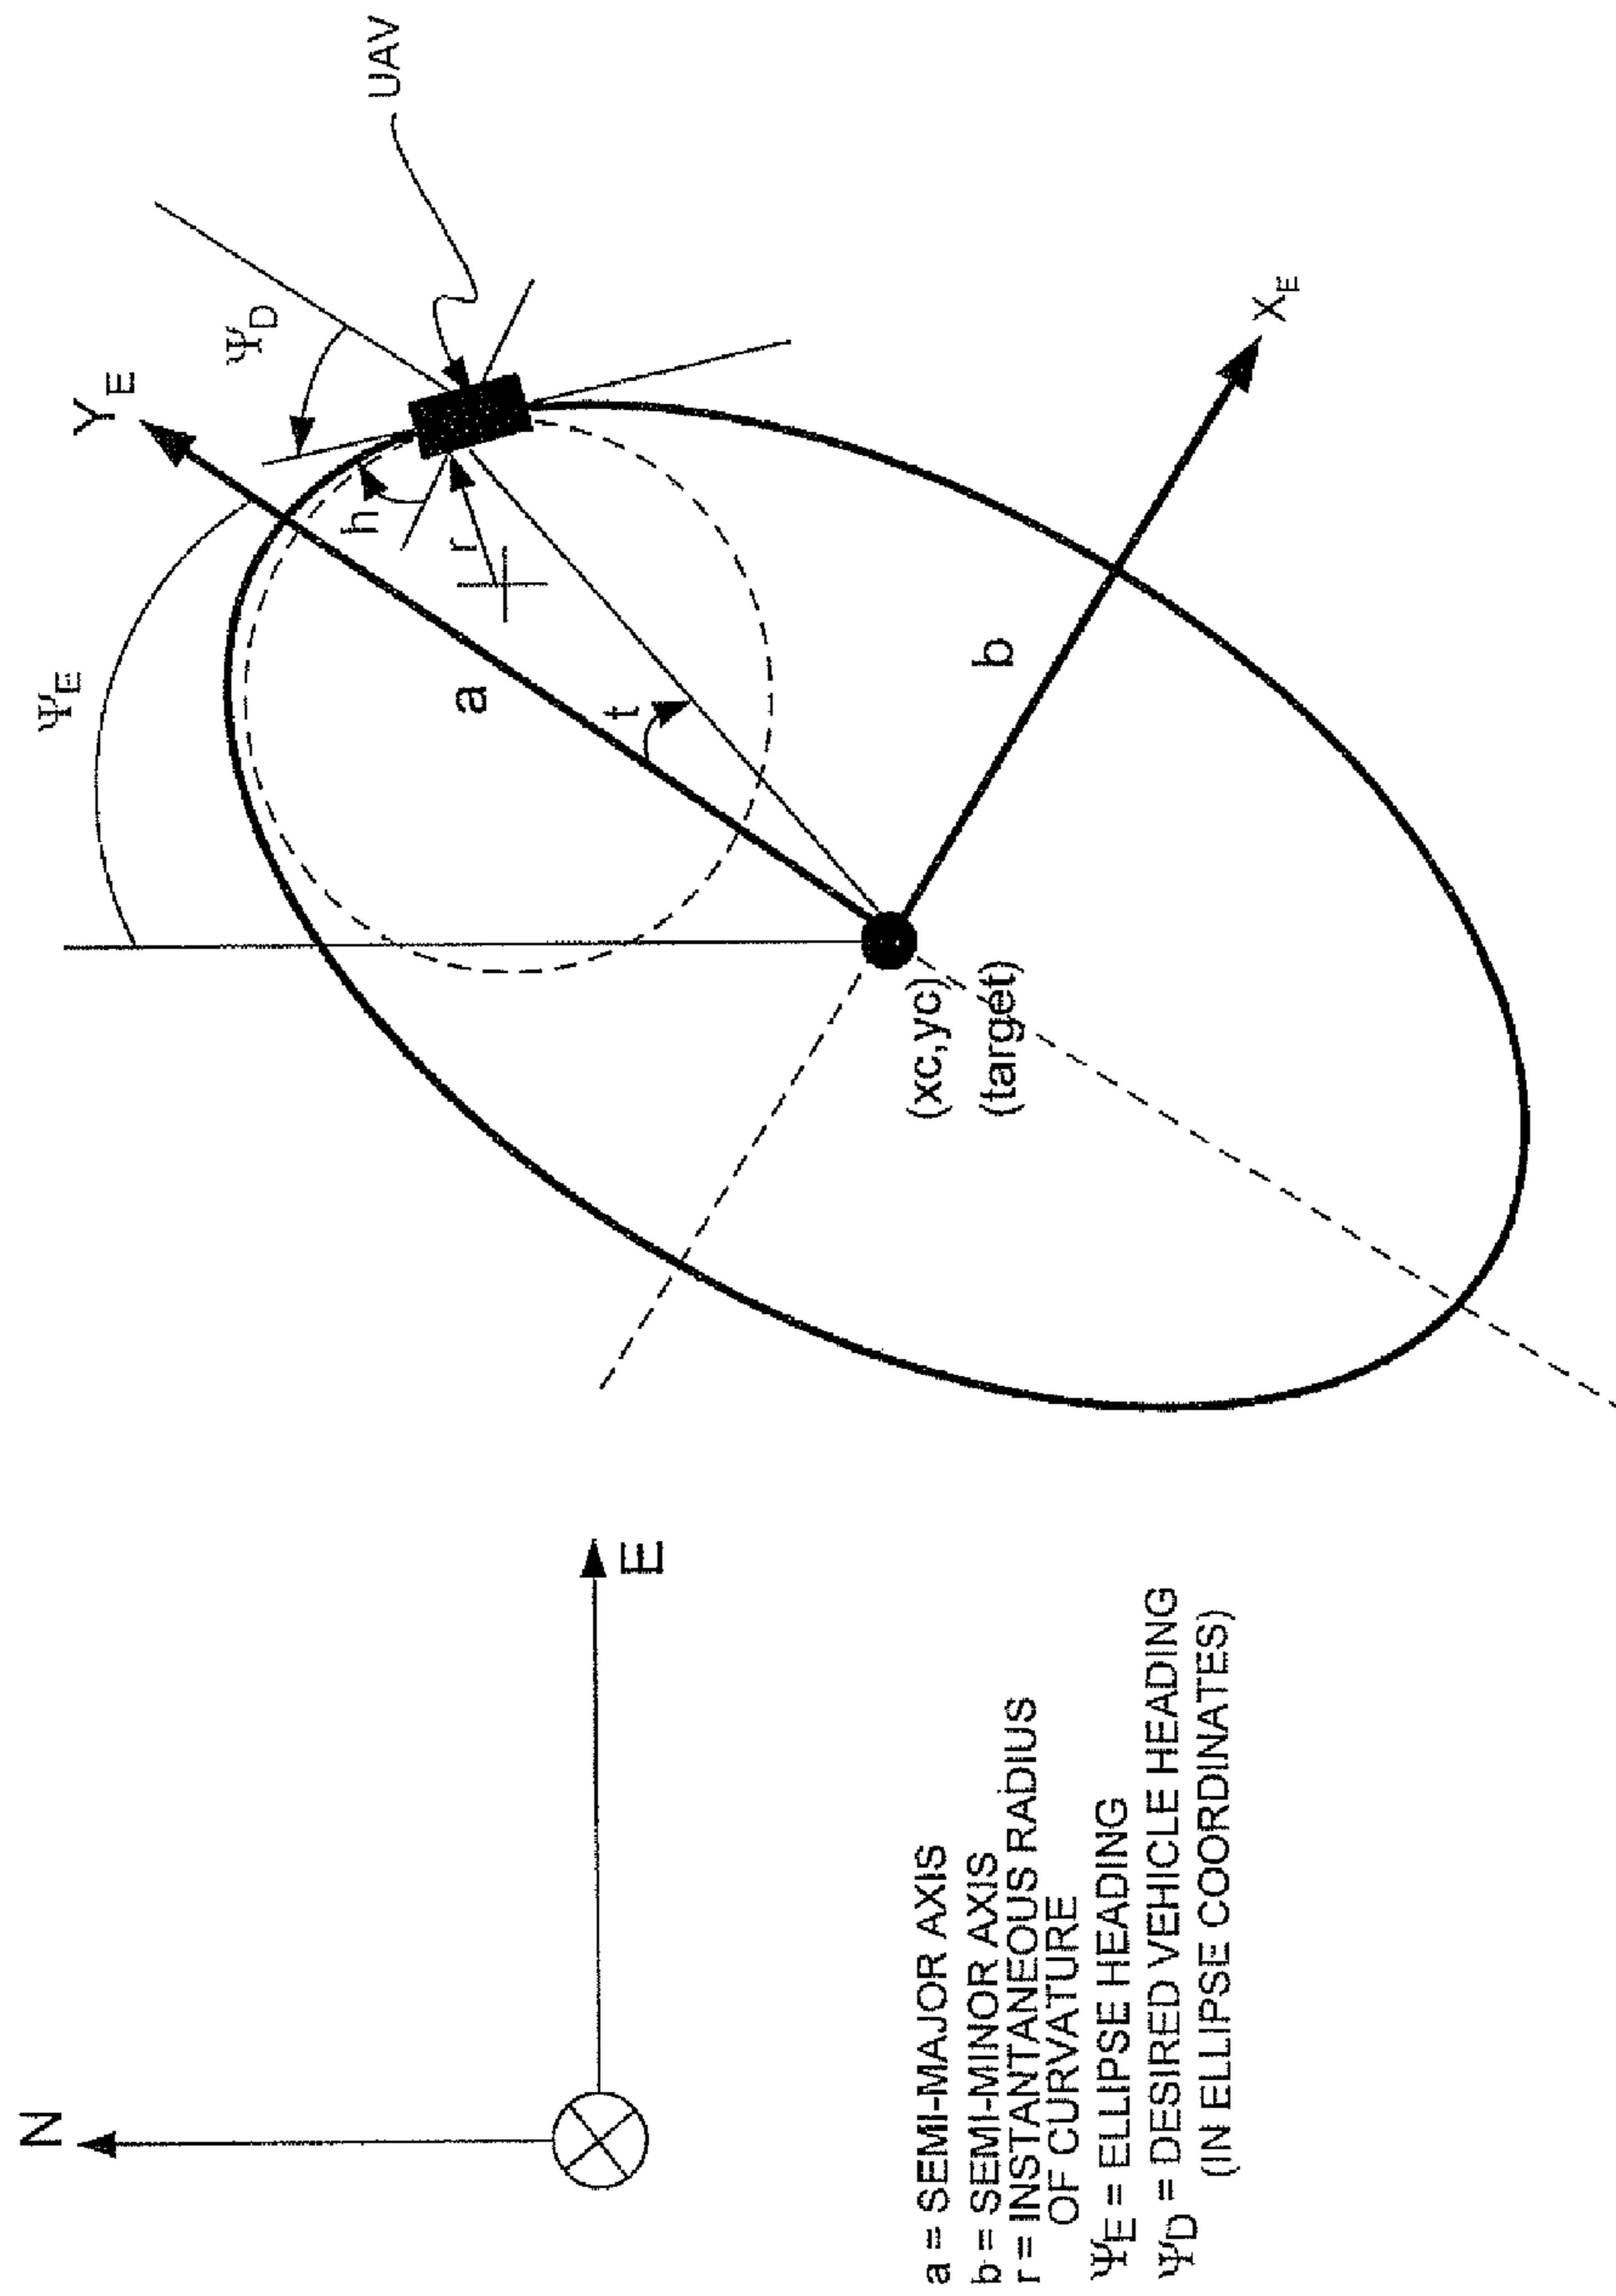 N
E
a = SEMI-MAJOR AXIS
b = SEMI-MINOR AXIS
r = INSTANTANEOUS RADIUS
OF CURVATURE
Ψ_E = ELLIPSE HEADING
Ψ_D = DESIRED VEHICLE HEADING
(IN ELLIPSE COORDINATES)
Ψ_E
Y_E
Ψ_D
UAV
h
r
a
t
b
X_E
(xc,yc)
(target)